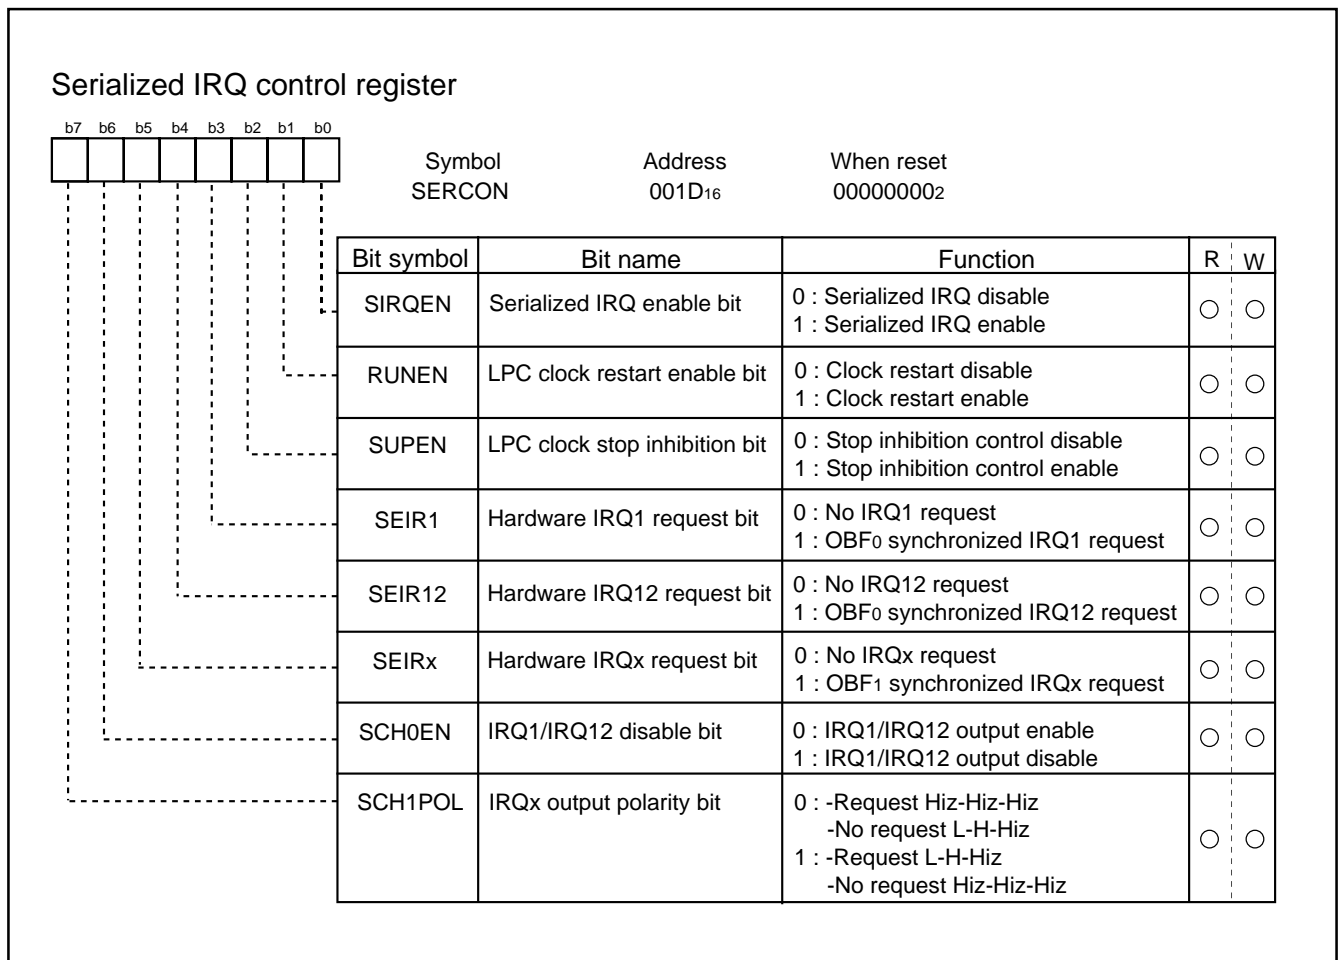 Serialized IRQ control register
b7 b6 b5 b4 b3 b2 b1 b0
Symbol Address When reset
SERCON 001D16 000000002
Bit symbol Bit name Function R W
SIRQEN Serialized IRQ enable bit 0 : Serialized IRQ disable
1 : Serialized IRQ enable
RUNEN LPC clock restart enable bit 0 : Clock restart disable
1 : Clock restart enable
SUPEN LPC clock stop inhibition bit 0 : Stop inhibition control disable
1 : Stop inhibition control enable
SEIR1 Hardware IRQ1 request bit 0 : No IRQ1 request
1 : OBF0 synchronized IRQ1 request
SEIR12 Hardware IRQ12 request bit 0 : No IRQ12 request
1 : OBF0 synchronized IRQ12 request
SEIRx Hardware IRQx request bit 0 : No IRQx request
1 : OBF1 synchronized IRQx request
SCH0EN IRQ1/IRQ12 disable bit 0 : IRQ1/IRQ12 output enable
1 : IRQ1/IRQ12 output disable
SCH1POL IRQx output polarity bit 0 : -Request Hiz-Hiz-Hiz
-No request L-H-Hiz
1 : -Request L-H-Hiz
-No request Hiz-Hiz-Hiz